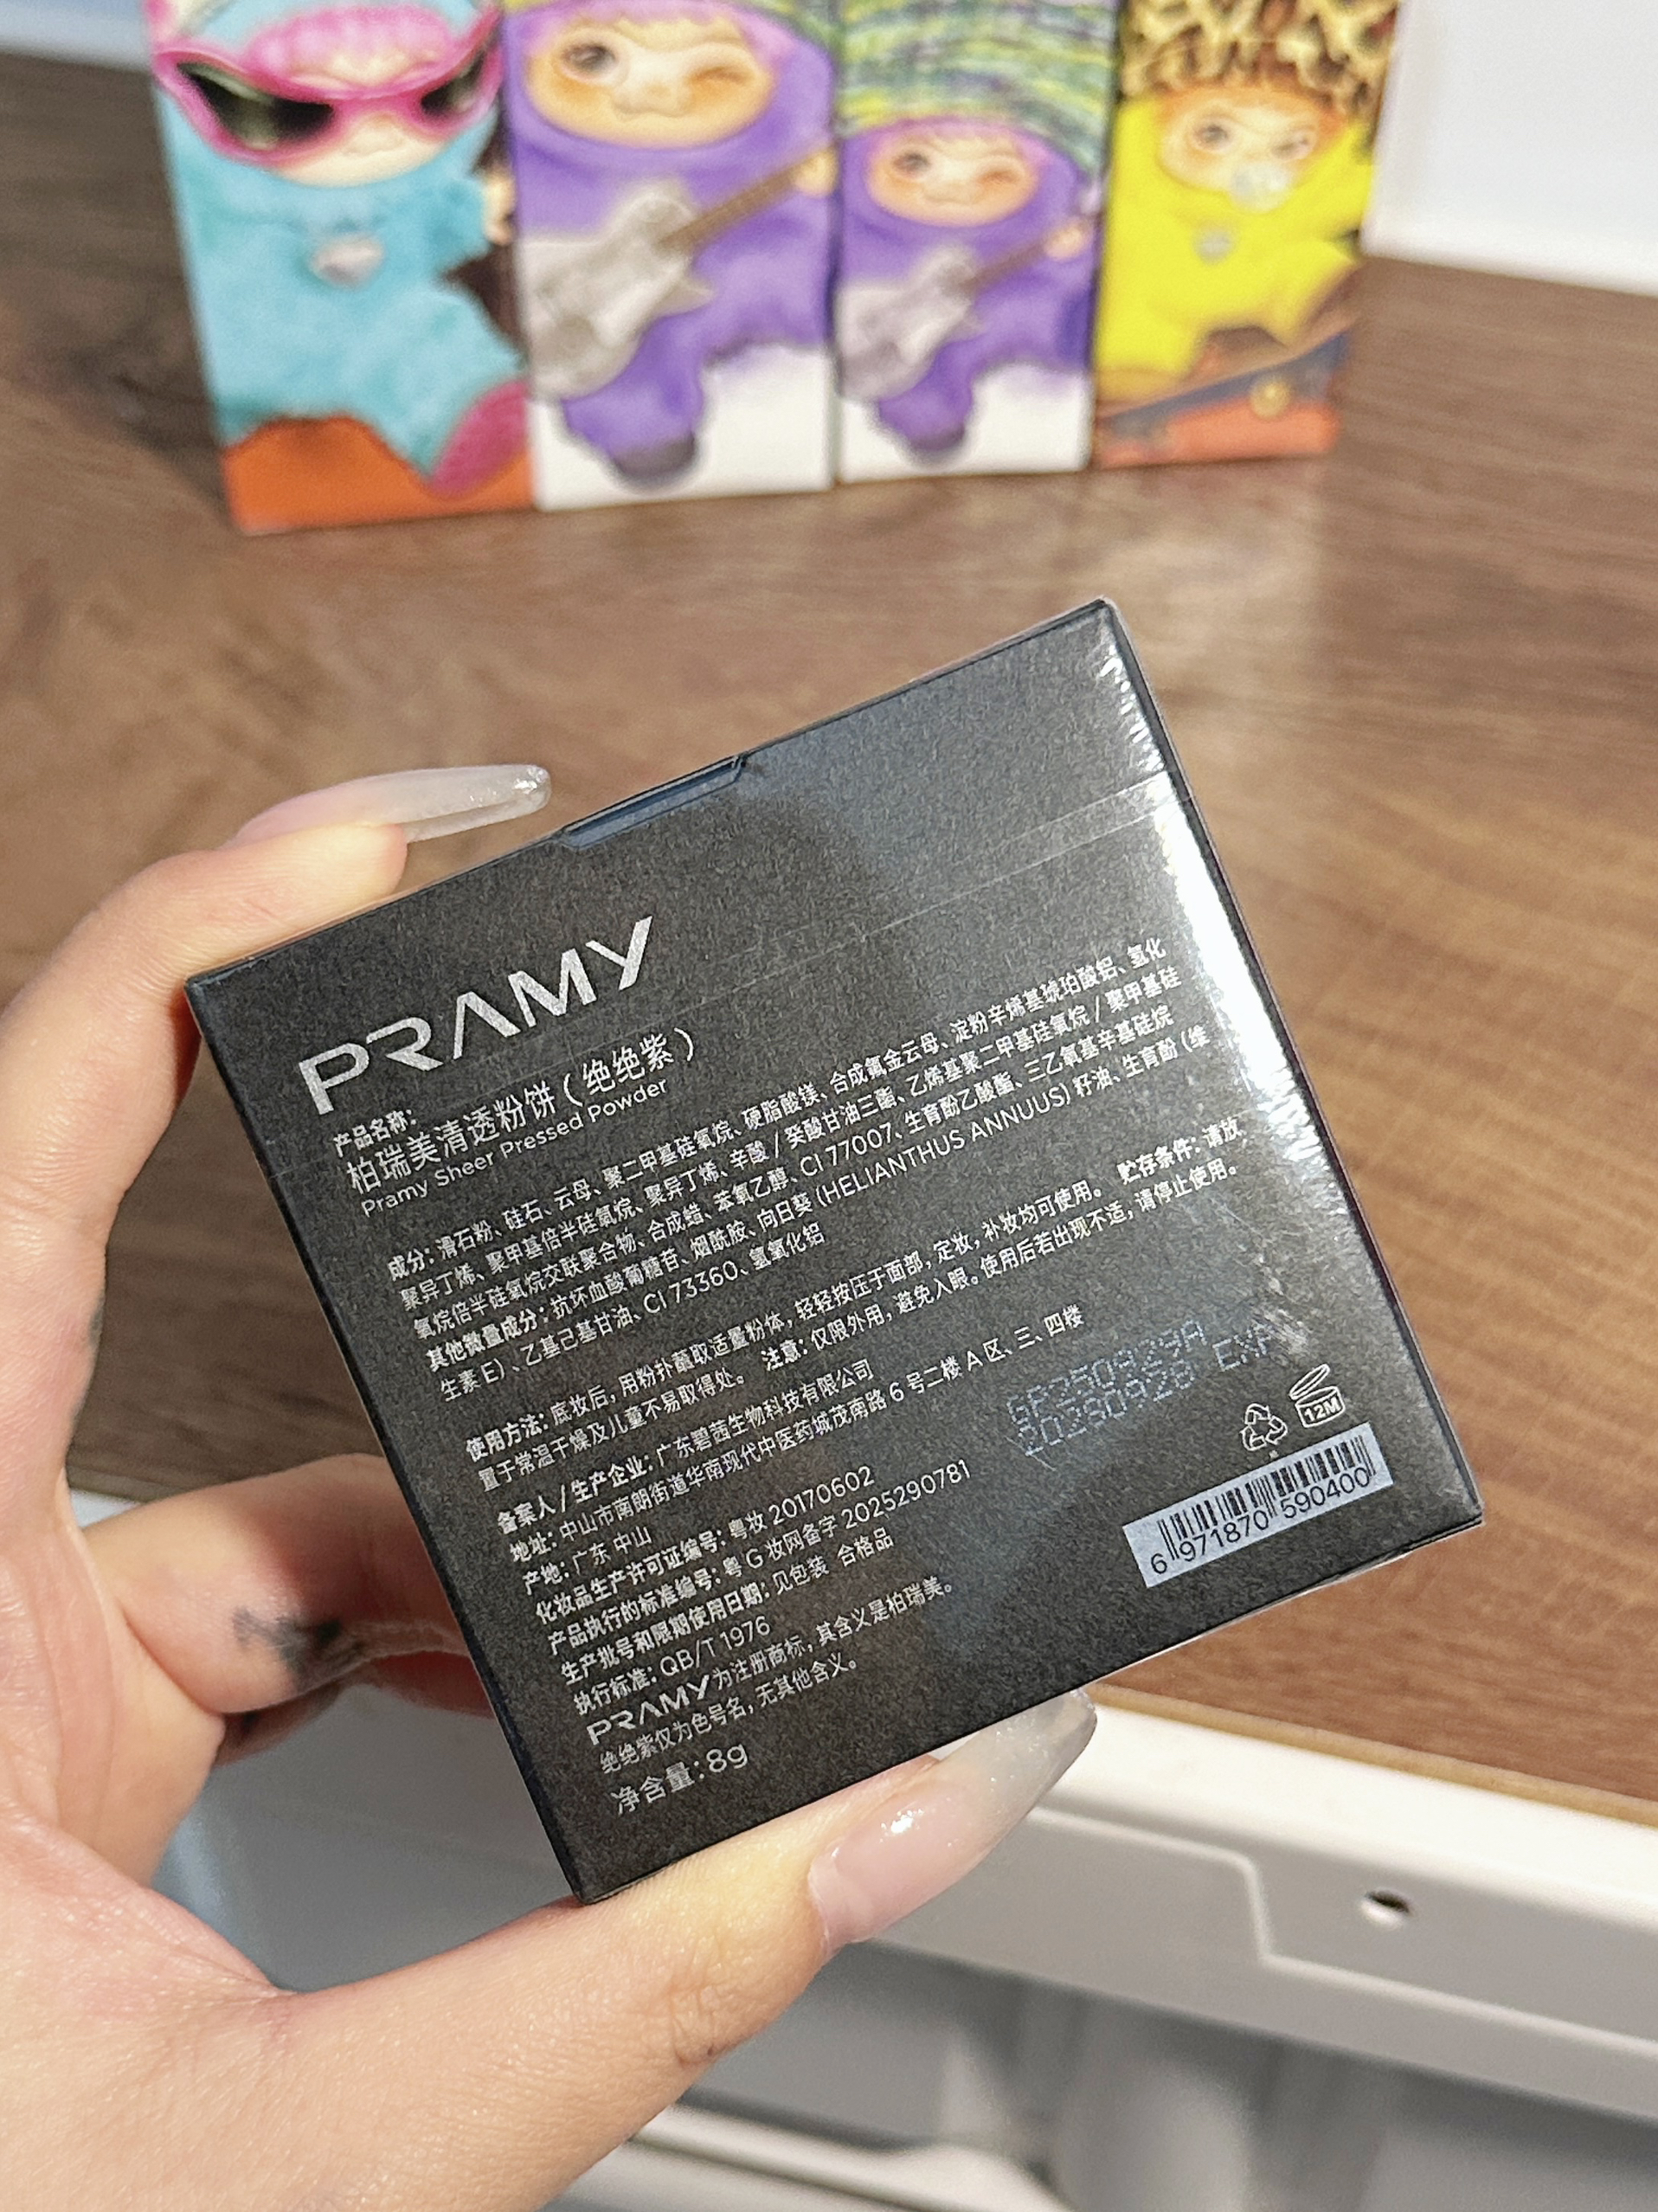 PRAMY
产品名称：
柏瑞美清透粉饼（绝绝紫）
Pramy Sheer Pressed Powder
成分：滑石粉、硅石、云母、聚二甲基硅氧烷、硬脂酸镁、合成氟金云母、淀粉辛烯基琥珀酸铝、氢化
聚异丁烯、聚甲基倍半硅氧烷、聚异丁烯、辛酸 / 癸酸甘油三酯、乙烯基聚二甲基硅氧烷 / 聚甲基硅
氧烷倍半硅氧烷交联聚合物、合成蜡、苯氧乙醇、CI 77007、生育酚乙酸酯、三乙氧基辛基硅烷
其他微量成分：抗坏血酸葡糖苷、烟酰胺、向日葵 (HELIANTHUS ANNUUS) 籽油、生育酚 (维
生素 E)、乙基己基甘油、CI 73360、氢氧化铝
使用方法：底妆后，用粉扑蘸取适量粉体，轻轻按压于面部，定妆，补妆均可使用。 贮存条件：请放
置于常温干燥及儿童不易取得处。 注意：仅限外用，避免入眼。使用后若出现不适，请停止使用。
备案人 / 生产企业：广东碧茜生物科技有限公司
地址：中山市南朗街道华南现代中医药城茂南路 6 号二楼 A 区、三、四楼
产地：广东 中山
化妆品生产许可证编号：粤妆 20170602
产品执行的标准编号：粤 G 妆网备字 2025290781
生产批号和限期使用日期：见包装 合格品
执行标准：QB/T 1976
PRAMY为注册商标，其含义是柏瑞美。
绝绝紫仅为色号名，无其他含义。
净含量：8g
GP250929A
20280928 EXP
12M
6 971870 590400